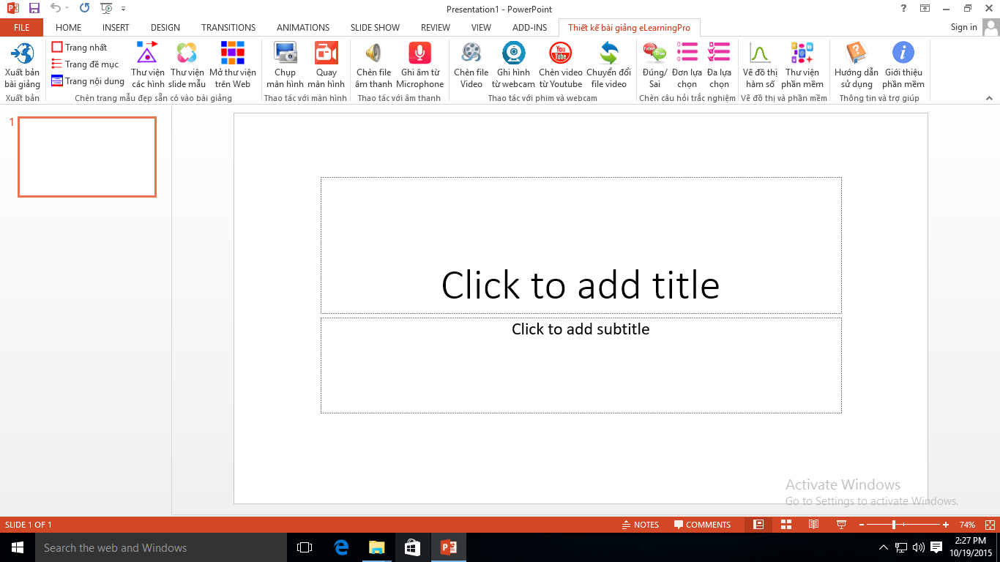 Presentation1 - PowerPoint
?
FILE HOME INSERT DESIGN TRANSITIONS ANIMATIONS SLIDE SHOW REVIEW VIEW ADD-INS Thiết kế bài giảng eLearningPro Sign in
Xuất bản bài giảng
Trang nhất
Trang đề mục
Trang nội dung
Thư viện các hình
Thư viện slide mẫu
Mở thư viện trên Web
Chụp màn hình
Quay màn hình
Chèn file âm thanh
Ghi âm từ Microphone
Chèn file Video
Ghi hình từ webcam
You Tube
Chèn video từ Youtube
Chuyển đổi file video
False True
Đúng/ Sai
Đơn lựa chọn
Đa lựa chọn
Vẽ đồ thị hàm số
Thư viện phần mềm
Hướng dẫn sử dụng
Giới thiệu phần mềm
Xuất bản Chèn trang mẫu đẹp sẵn có vào bài giảng Thao tác với màn hình Thao tác với âm thanh Thao tác với phim và webcam Chèn câu hỏi trắc nghiệm Vẽ đồ thị và phần mềm Thông tin và trợ giúp
1
Click to add title
Click to add subtitle
Activate Windows
Go to Settings to activate Windows.
SLIDE 1 OF 1 NOTES COMMENTS 74%
Search the web and Windows
2:27 PM
10/19/2015